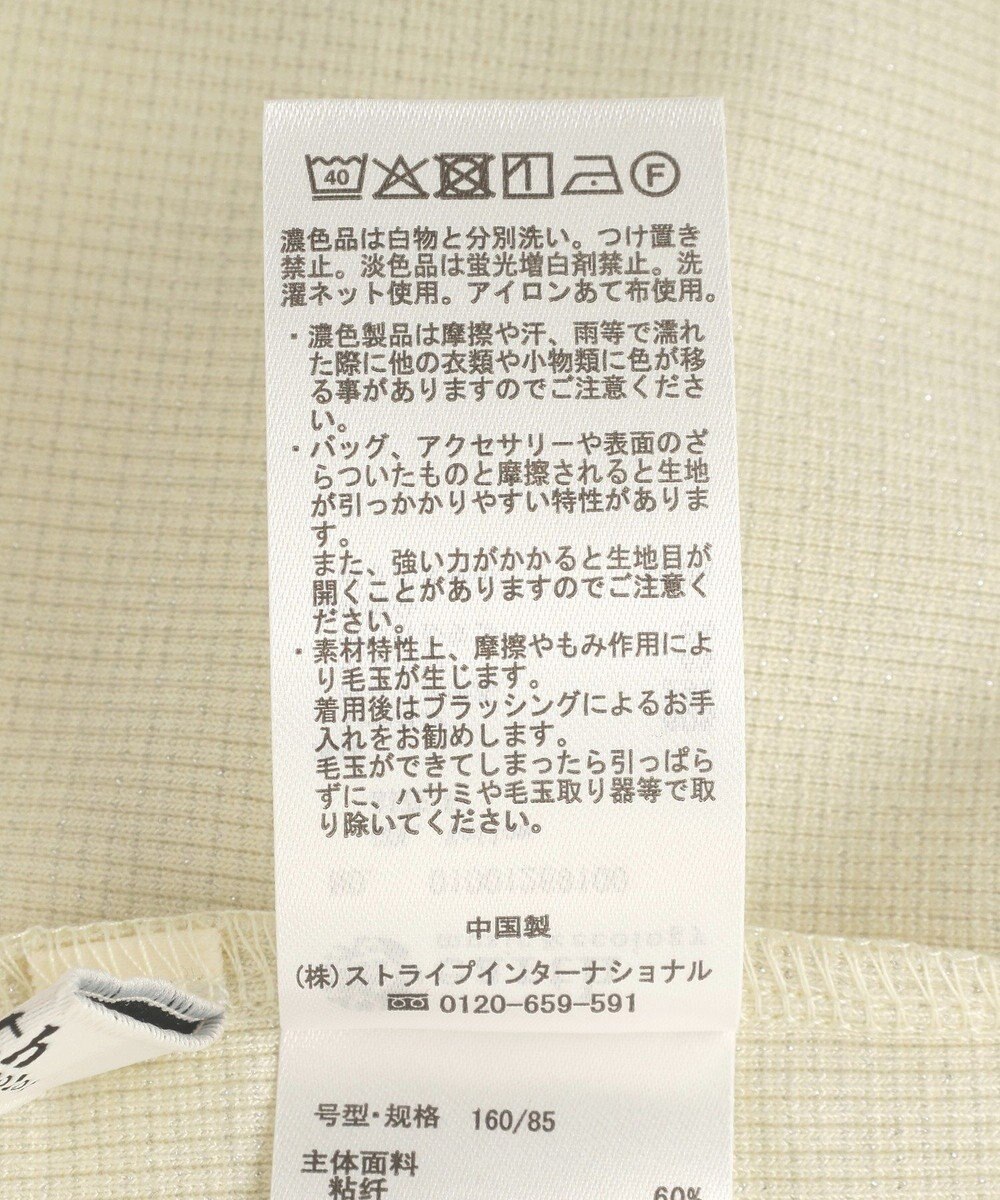 40 F
濃色品は白物と分別洗い。つけ置き
禁止。淡色品は蛍光増白剤禁止。洗
濯ネット使用。アイロンあて布使用。
・濃色製品は摩擦や汗、雨等で濡れ
た際に他の衣類や小物類に色が移
る事がありますのでご注意くださ
い。
・バッグ、アクセサリーや表面のざ
らついたものと摩擦されると生地
が引っかかりやすい特性がありま
す。
また、強い力がかかると生地目が
開くことがありますのでご注意く
ださい。
・素材特性上、摩擦やもみ作用によ
り毛玉が生じます。
着用後はブラッシングによるお手
入れをお勧めします。
毛玉ができてしまったら引っぱら
ずに、ハサミや毛玉取り器等で取
り除いてください。
中国製
(株)ストライプインターナショナル
0120-659-591
号型・规格 160/85
主体面料
粘纤 60%